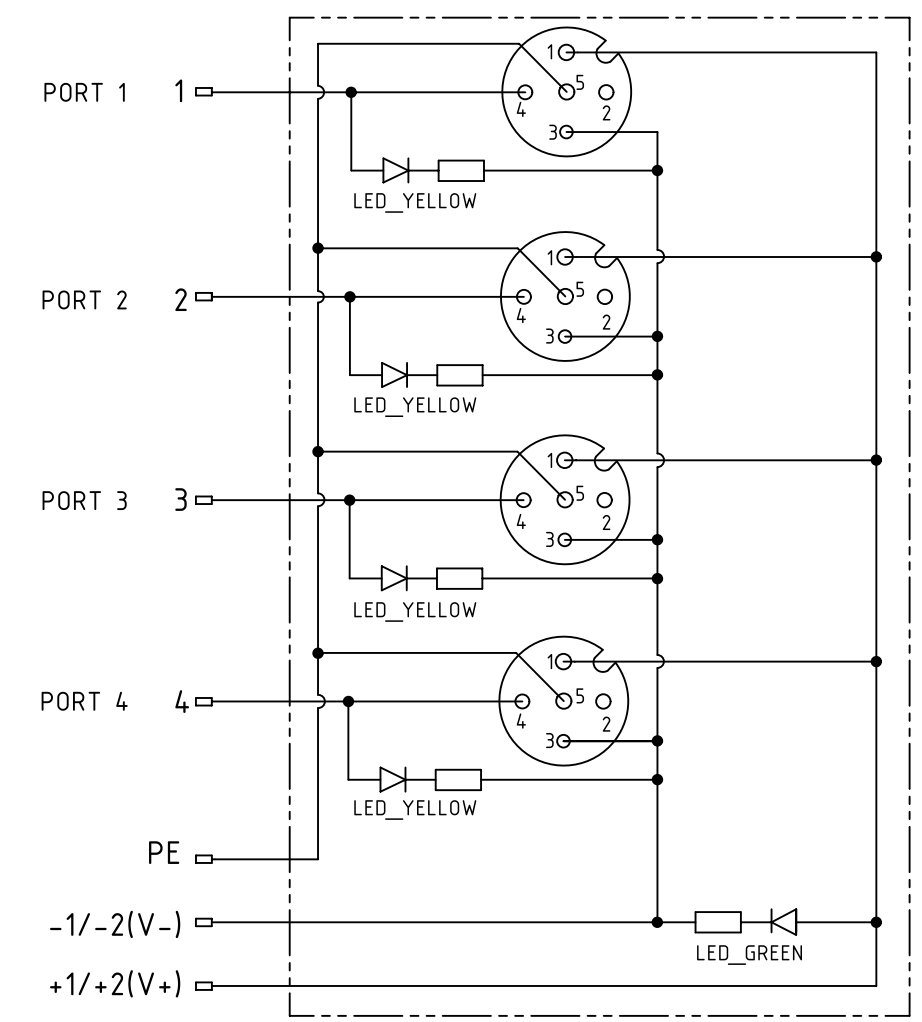 PORT 1 1
1
5
4
2
3
LED_YELLOW
PORT 2 2
1
5
4
2
3
LED_YELLOW
PORT 3 3
1
5
4
2
3
LED_YELLOW
PORT 4 4
1
5
4
2
3
LED_YELLOW
PE
-1/-2(V-)
LED_GREEN
+1/+2(V+)